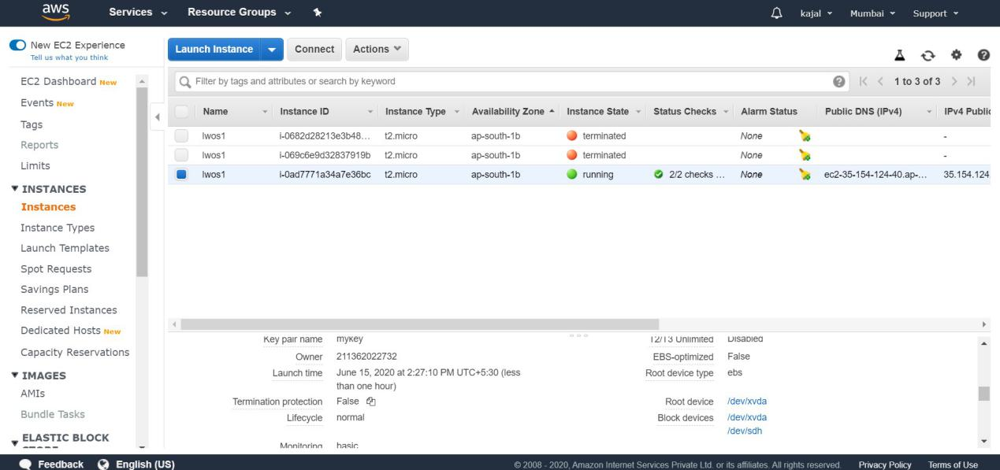 aws Services Resource Groups kajal Mumbai Support
New EC2 Experience
Tell us what you think
EC2 Dashboard New
Events New
Tags
Reports
Limits
INSTANCES
Instances
Instance Types
Launch Templates
Spot Requests
Savings Plans
Reserved Instances
Dedicated Hosts New
Capacity Reservations
IMAGES
AMIs
Bundle Tasks
ELASTIC BLOCK
STORE
Launch Instance Connect Actions
Filter by tags and attributes or search by keyword 1 to 3 of 3
Name Instance ID Instance Type Availability Zone Instance State Status Checks Alarm Status Public DNS (IPv4) IPv4 Public
lwos1 i-0682d28213e3b48... t2.micro ap-south-1b terminated None -
lwos1 i-069c6e9d32837919b t2.micro ap-south-1b terminated None -
lwos1 i-0ad7771a34a7e36bc t2.micro ap-south-1b running 2/2 checks ... None ec2-35-154-124-40.ap-... 35.154.124
Key pair name mykey T2/T3 Unlimited Disabled
Owner 211362022732 EBS-optimized False
Launch time June 15, 2020 at 2:27:10 PM UTC+5:30 (less Root device type ebs
than one hour)
Termination protection False Root device /dev/xvda
Lifecycle normal Block devices /dev/xvda
/dev/sdh
Monitoring basic
Feedback English (US) © 2008 - 2020, Amazon Internet Services Private Ltd. or its affiliates. All rights reserved. Privacy Policy Terms of Use